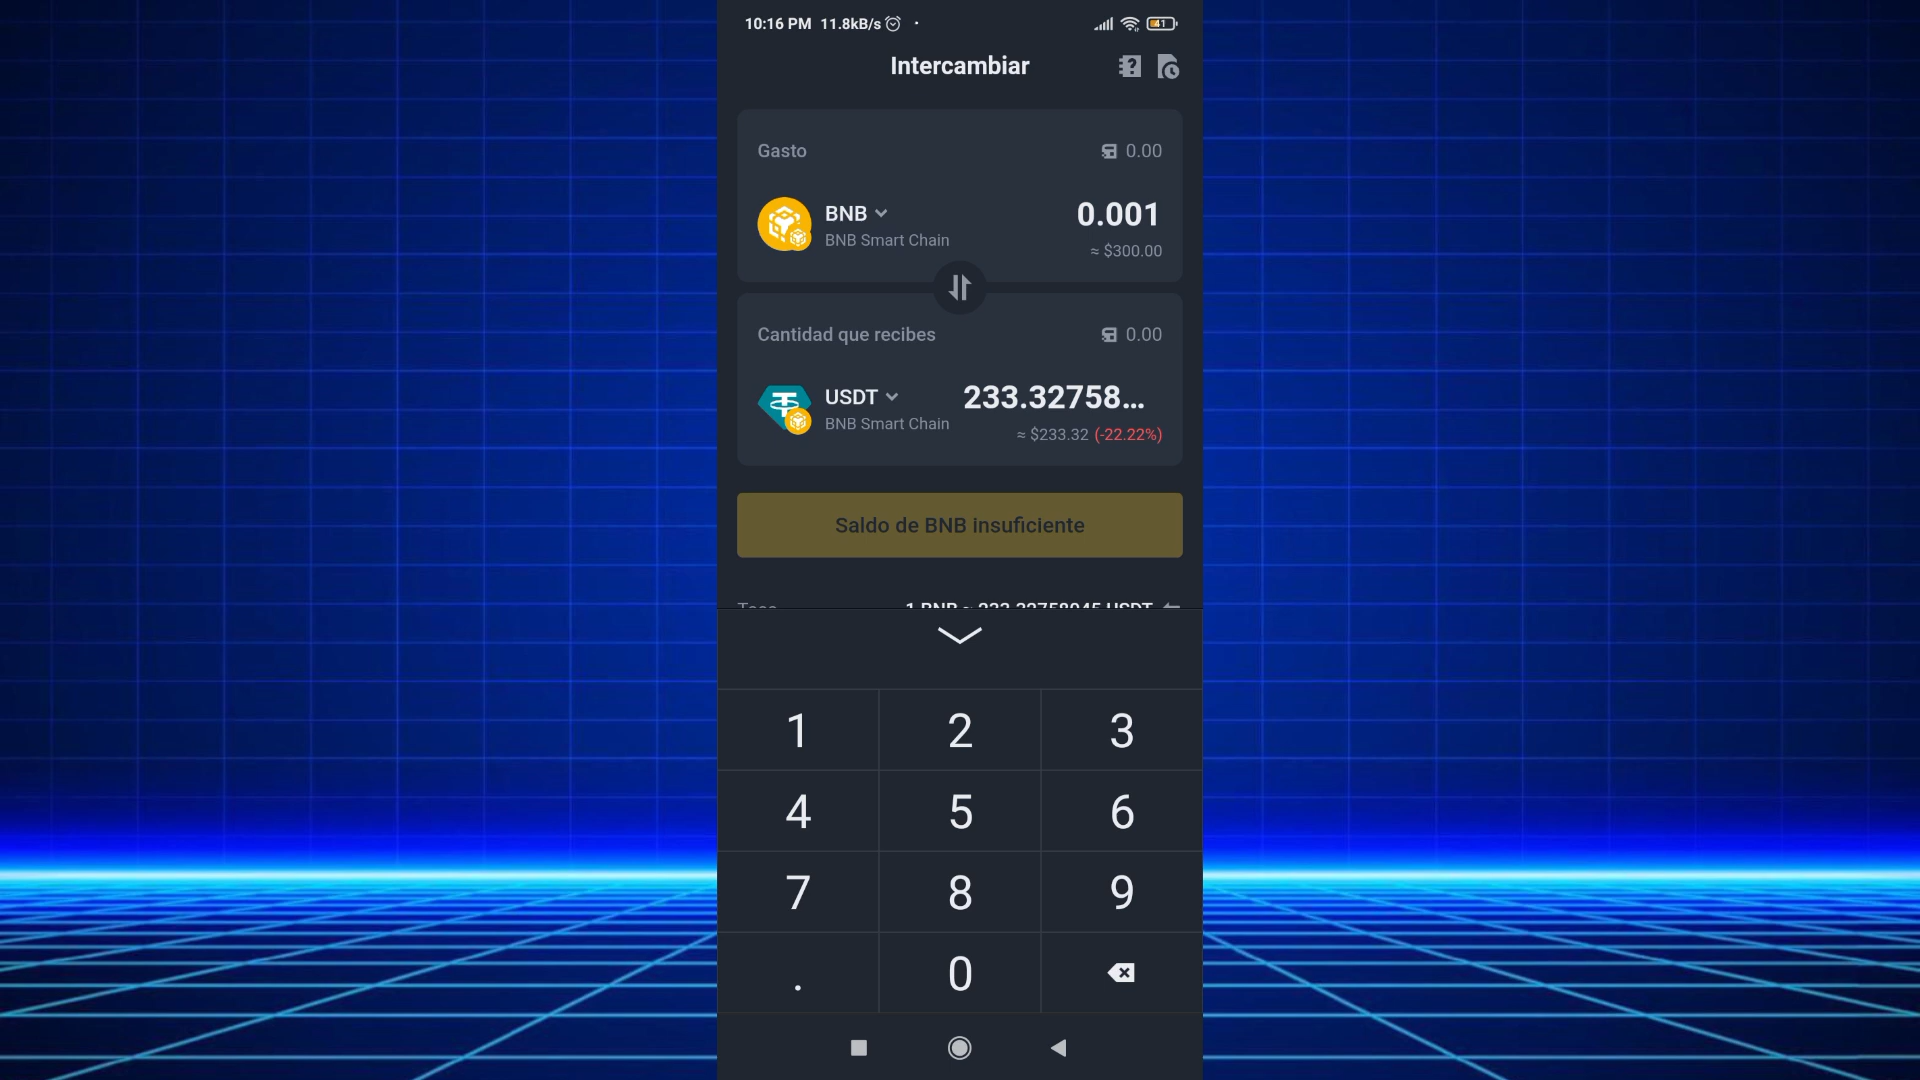 10:16 PM 11.8kB/s
41
Intercambiar
Gasto
0.00
BNB
0.001
BNB Smart Chain
≈ $300.00
Cantidad que recibes
0.00
USDT
233.32758...
BNB Smart Chain
≈ $233.32 (-22.22%)
Saldo de BNB insuficiente
1 2 3
4 5 6
7 8 9
. 0